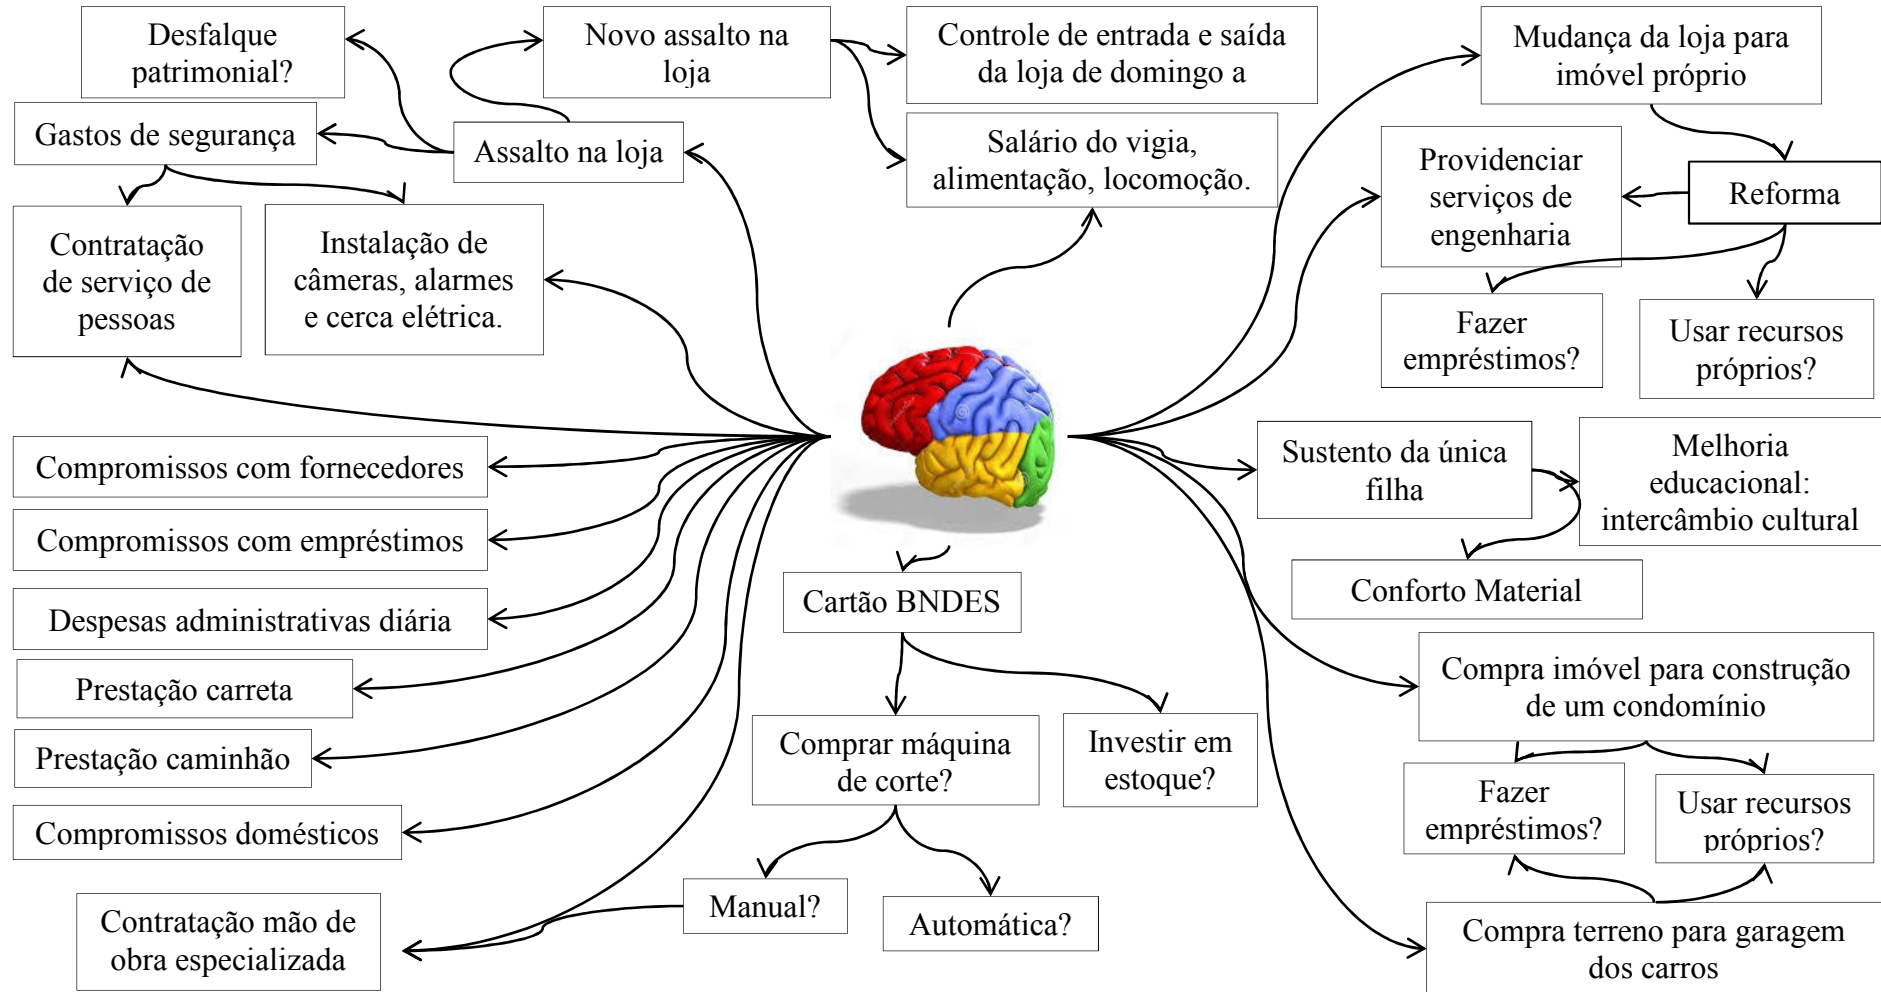 Desfalque
patrimonial?
Novo assalto na
loja
Controle de entrada e saída
da loja de domingo a
Mudança da loja para
imóvel próprio
Gastos de segurança
Assalto na loja
Salário do vigia,
alimentação, locomoção.
Providenciar
serviços de
engenharia
Reforma
Contratação
de serviço de
pessoas
Instalação de
câmeras, alarmes
e cerca elétrica.
Fazer
empréstimos?
Usar recursos
próprios?
Compromissos com fornecedores
Sustento da única
filha
Melhoria
educacional:
intercâmbio cultural
Compromissos com empréstimos
Conforto Material
Despesas administrativas diária
Cartão BNDES
Prestação carreta
Compra imóvel para construção
de um condomínio
Prestação caminhão
Comprar máquina
de corte?
Investir em
estoque?
Fazer
empréstimos?
Usar recursos
próprios?
Compromissos domésticos
Contratação mão de
obra especializada
Manual?
Automática?
Compra terreno para garagem
dos carros